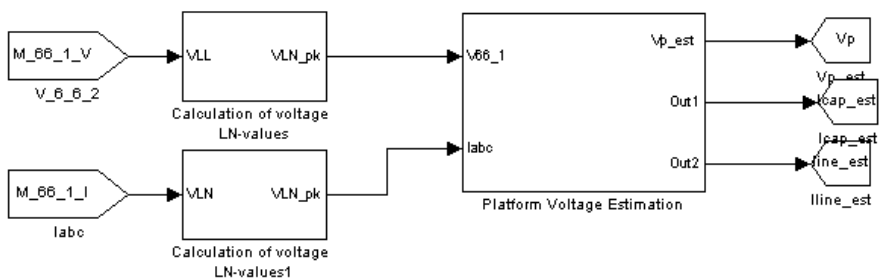 M_66_1_V
V_6_6_2
VLL
VLN_pk
Calculation of voltage
LN-values
V66_1
Iabc
Vp_est
Out1
Out2
Platform Voltage Estimation
Vp
Vp_est
Icap_est
Icap_est
Iline_est
Iline_est
M_66_1_I
Iabc
VLN
VLN_pk
Calculation of voltage
LN-values1